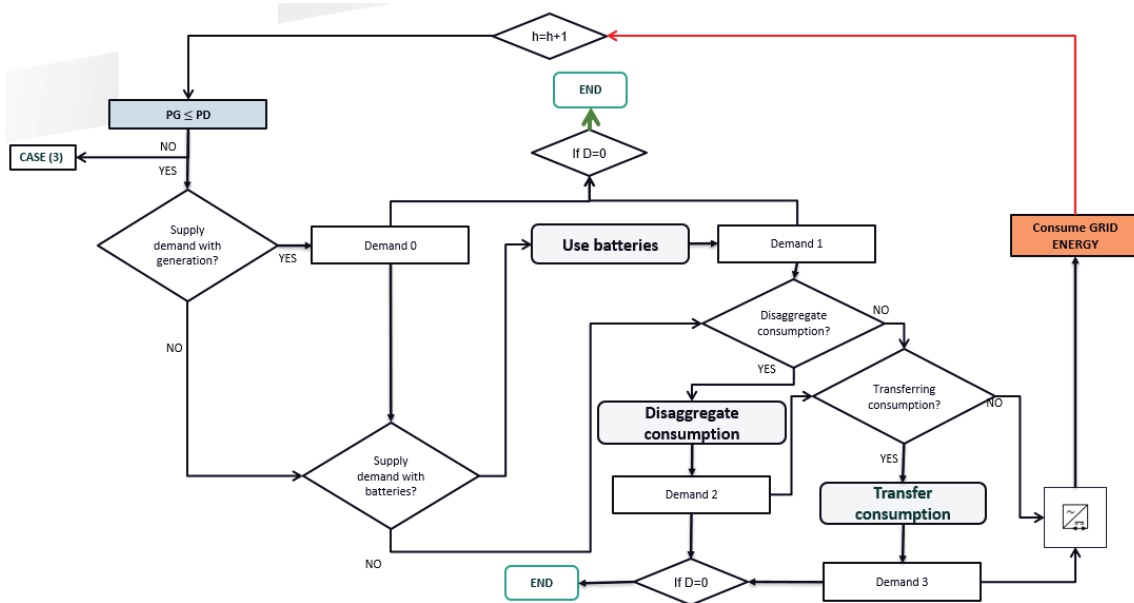 h=h+1
END
PG ≤ PD
If D=0
NO
CASE (3)
YES
Supply
demand with
generation?
YES
Demand 0
Use batteries
Demand 1
Consume GRID
ENERGY
Disaggregate
consumption?
NO
NO
YES
Transferring
consumption?
NO
Disaggregate
consumption
YES
Supply
demand with
batteries?
Demand 2
Transfer
consumption
NO
END
If D=0
Demand 3